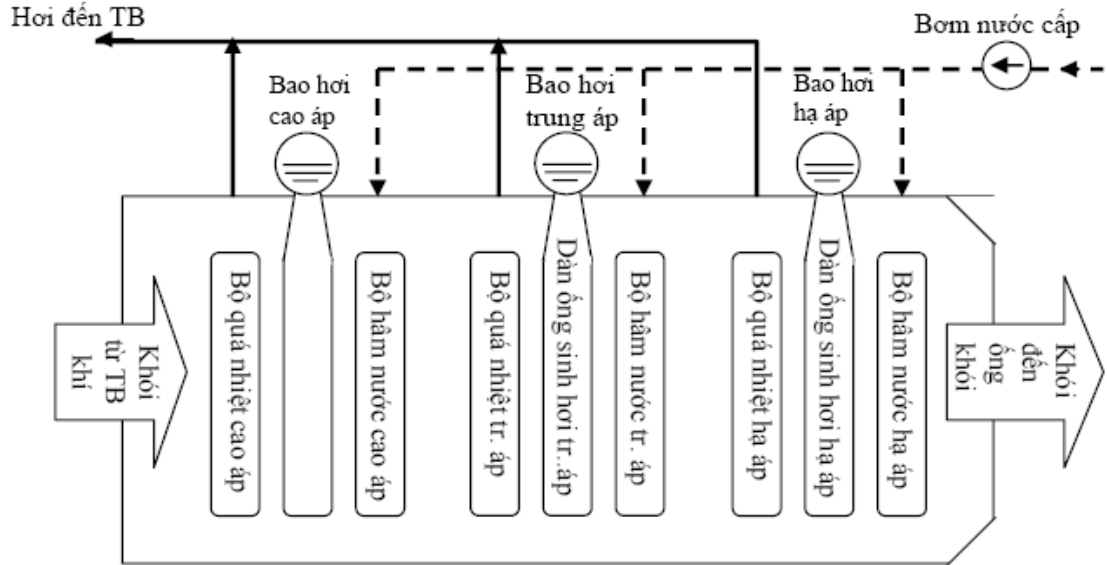 Hơi đến TB
Bơm nước cấp
Bao hơi
cao áp
Bao hơi
trung áp
Bao hơi
hạ áp
Khói
từ TB
khí
Bộ quá nhiệt cao áp
Bộ hâm nước cao áp
Bộ quá nhiệt tr. áp
Dàn ống sinh hơi tr..áp
Bộ hâm nước tr. áp
Bộ quá nhiệt hạ áp
Dàn ống sinh hơi hạ áp
Bộ hâm nước hạ áp
Khói
đến
ống
khói